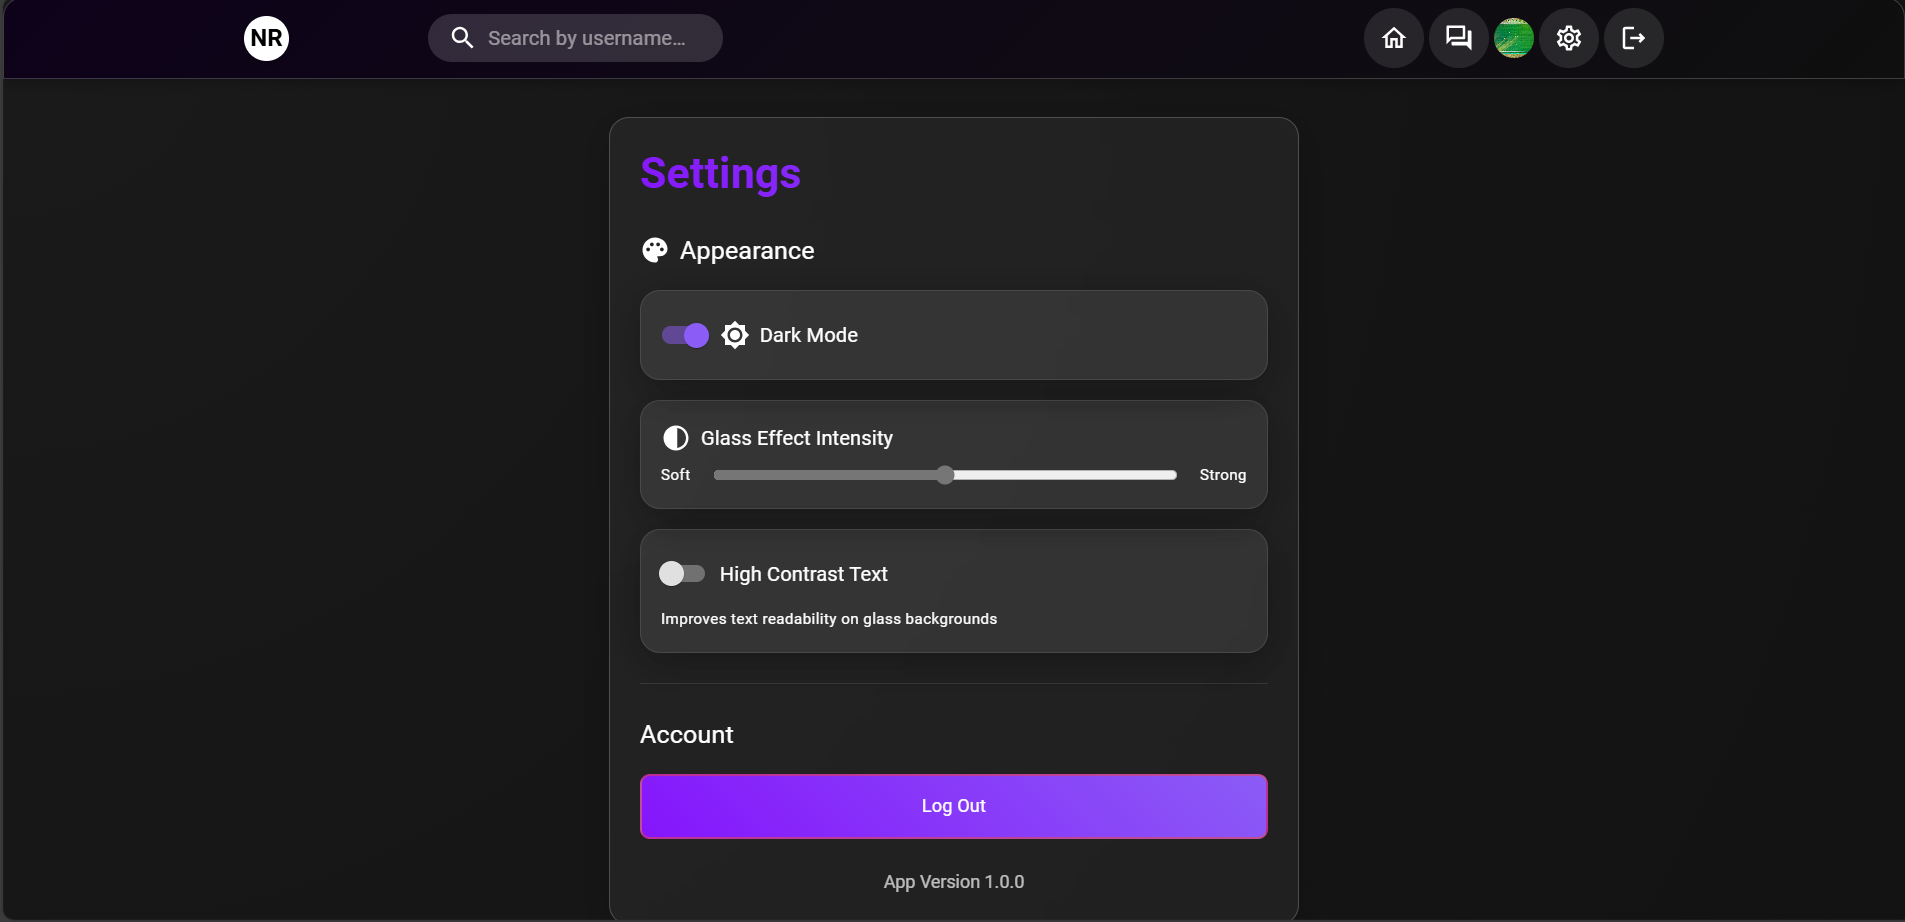 NR
Search by username...
Settings
Appearance
Dark Mode
Glass Effect Intensity
Soft
Strong
High Contrast Text
Improves text readability on glass backgrounds
Account
Log Out
App Version 1.0.0